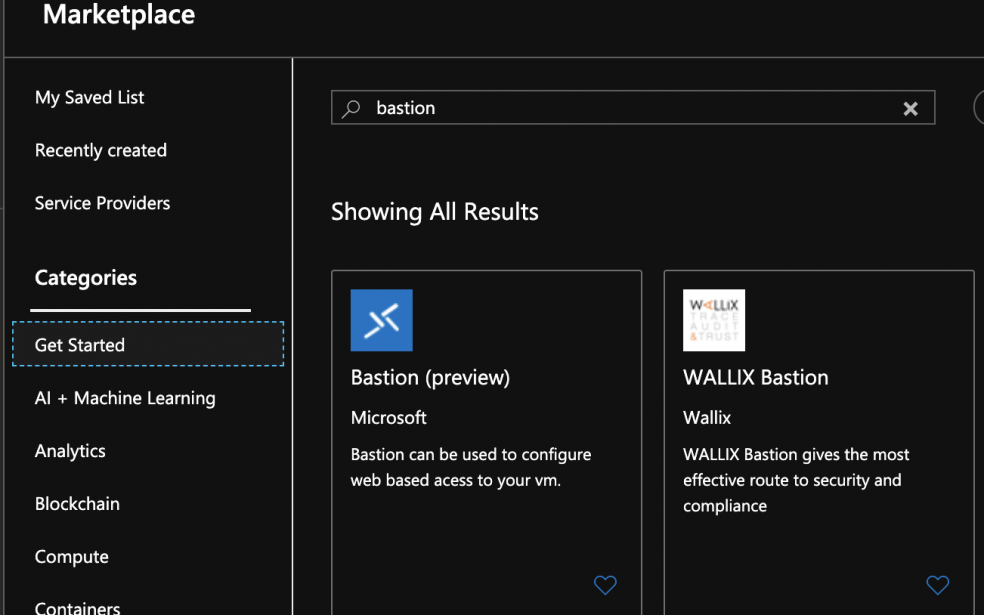 Marketplace
My Saved List
Recently created
Service Providers
Categories
Get Started
AI + Machine Learning
Analytics
Blockchain
Compute
Containers
bastion
Showing All Results
Bastion (preview)
Microsoft
Bastion can be used to configure
web based acess to your vm.
WALLIX
TRACE
AUDIT
&TRUST
WALLIX Bastion
Wallix
WALLIX Bastion gives the most
effective route to security and
compliance